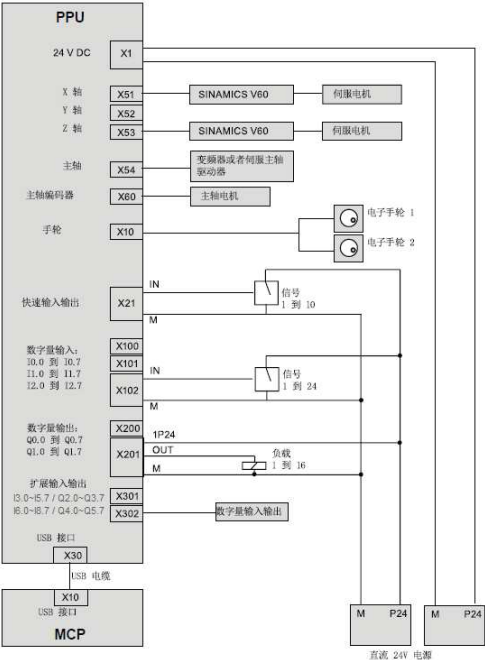 PPU
24 V DC X1
X 轴 X51 SINAMICS V60 伺服电机
Y 轴 X52
Z 轴 X53 SINAMICS V60 伺服电机
主轴 X54 变频器或者伺服主轴
驱动器
主轴编码器 X60 主轴电机
手轮 X10 电子手轮 1
电子手轮 2
快速输入输出 X21 IN 信号
1 到 10
M
数字量输入: X100
I0.0 到 I0.7 X101
I1.0 到 I1.7 IN 信号
I2.0 到 I2.7 X102 1 到 24
M
数字量输出: X200
Q0.0 到 Q0.7 1P24
Q1.0 到 Q1.7 X201 OUT 负载
M 1 到 16
扩展输入输出
I3.0~I5.7 / Q2.0~Q3.7 X301
I6.0~I8.7 / Q4.0~Q5.7 X302 数字量输入输出
USB 接口
X30
USB 电缆
X10
USB 接口
MCP
M P24 M P24
直流 24V 电源